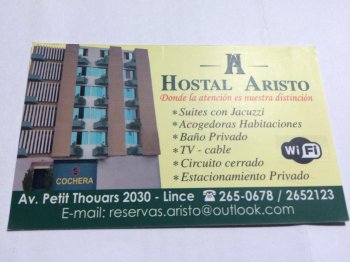 HOSTAL ARISTO
Donde la atención es nuestra distinción
* Suites con Jacuzzi
* Acogedoras Habitaciones
* Baño Privado
* TV - cable
* Circuito cerrado
* Estacionamiento Privado
Wi Fi
COCHERA
Av. Petit Thouars 2030 - Lince ☎ 265-0678 / 2652123
E-mail: reservas.aristo@outlook.com